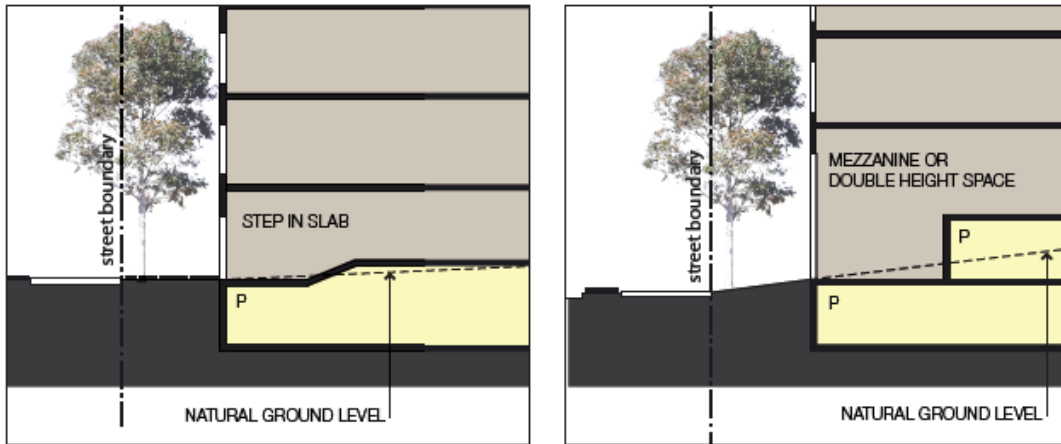 street boundary
STEP IN SLAB
P
NATURAL GROUND LEVEL
street boundary
MEZZANINE OR
DOUBLE HEIGHT SPACE
P
P
NATURAL GROUND LEVEL